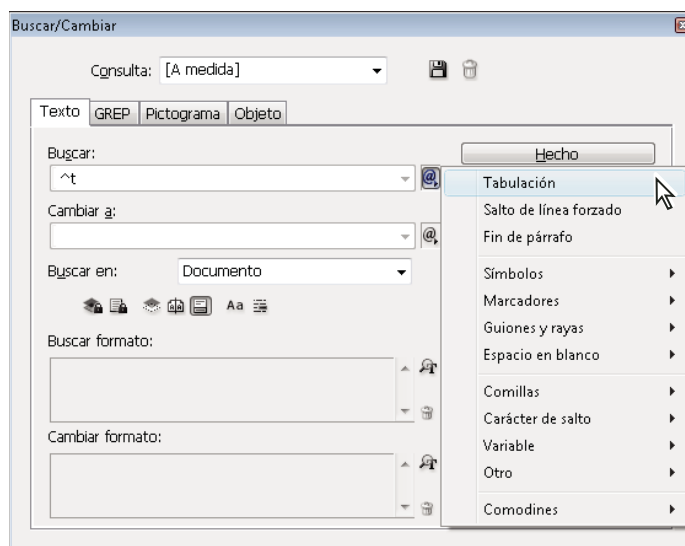 Buscar/Cambiar
Consulta: [A medida]
Texto GREP Pictograma Objeto
Buscar:
Hecho
^t
Tabulación
Cambiar a:
Salto de línea forzado
Fin de párrafo
Buscar en: Documento
Símbolos
Marcadores
Aa
Guiones y rayas
Buscar formato:
Espacio en blanco
Comillas
Carácter de salto
Cambiar formato:
Variable
Otro
Comodines